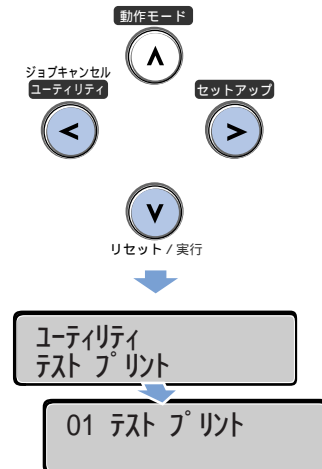 動作モード
ジョブキャンセル
ユーティリティ
セットアップ
リセット / 実行
ユーティリティ
テスト プリント
01 テスト プリント